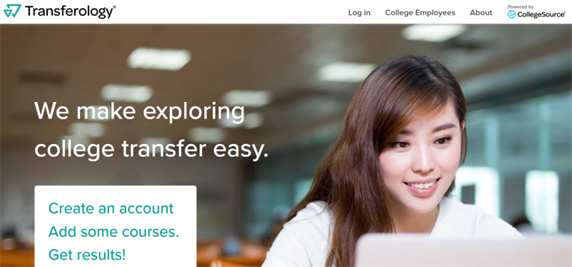 Transferology®
Log in
College Employees
About
Powered by
CollegeSource®
We make exploring
college transfer easy.
Create an account
Add some courses.
Get results!